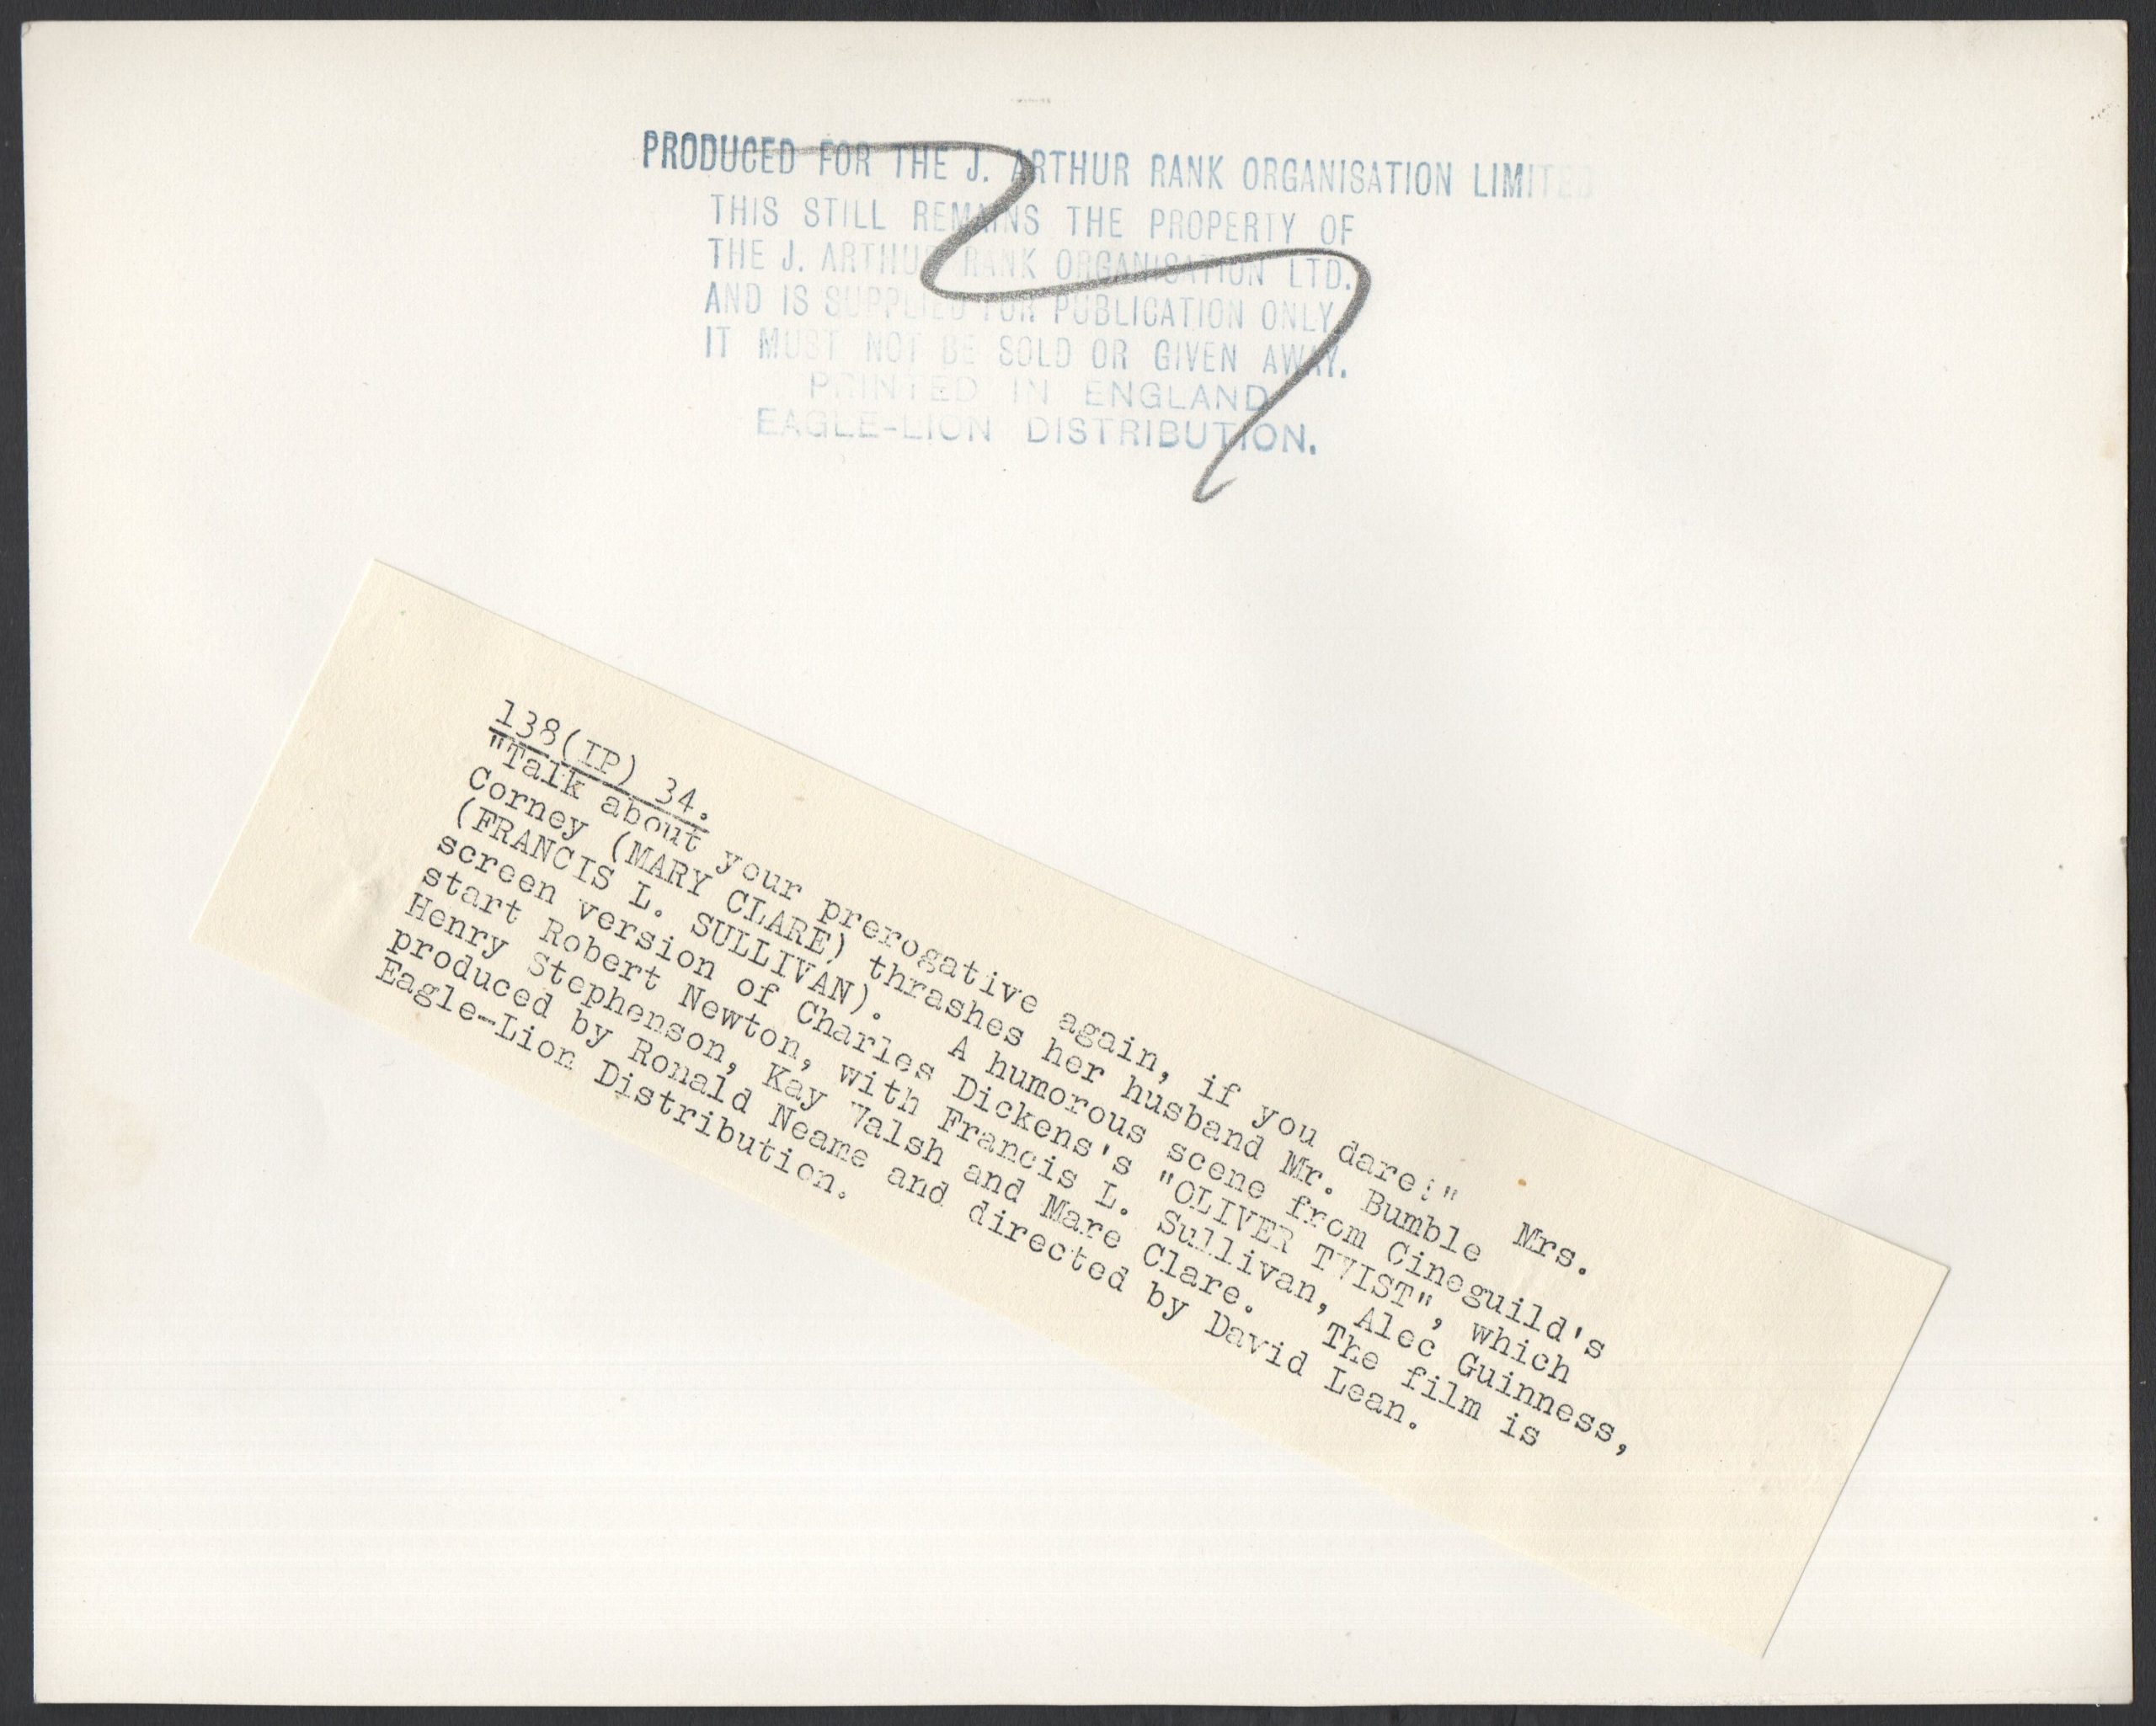 PRODUCED FOR THE J. ARTHUR RANK ORGANISATION LIMITED
THIS STILL REMAINS THE PROPERTY OF
THE J. ARTHUR RANK ORGANISATION LTD.
AND IS SUPPLIED FOR PUBLICATION ONLY
IT MUST NOT BE SOLD OR GIVEN AWAY.
PRINTED IN ENGLAND
EAGLE-LION DISTRIBUTION.
138(IP) 34.
"Talk about your prerogative again, if you dare!" Mrs.
Corney (MARY CLARE) thrashes her husband Mr. Bumble
(FRANCIS L. SULLIVAN). A humorous scene from Cineguild's
screen version of Charles Dickens's "OLIVER TWIST", which
start Robert Newton, with Francis L. Sullivan, Alec Guinness,
Henry Stephenson, Kay Walsh and Mare Clare. The film is
produced by Ronald Neame and directed by David Lean.
Eagle-Lion Distribution.